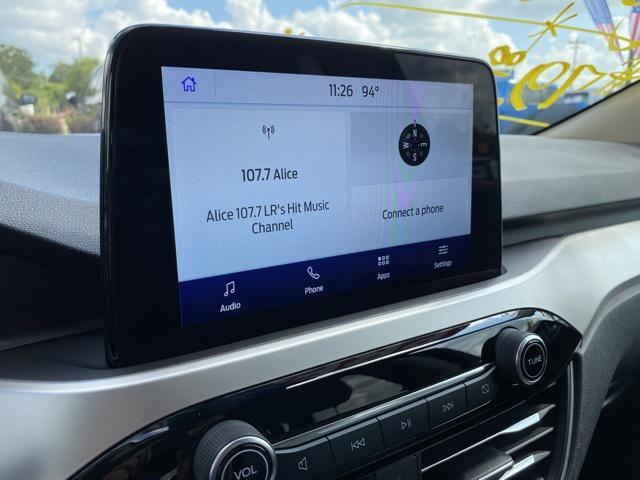 11:26 94°
107.7 Alice
Alice 107.7 LR's Hit Music
Channel
N
W E
S
Connect a phone
Audio
Phone
Apps
Settings
VOL
TUNE